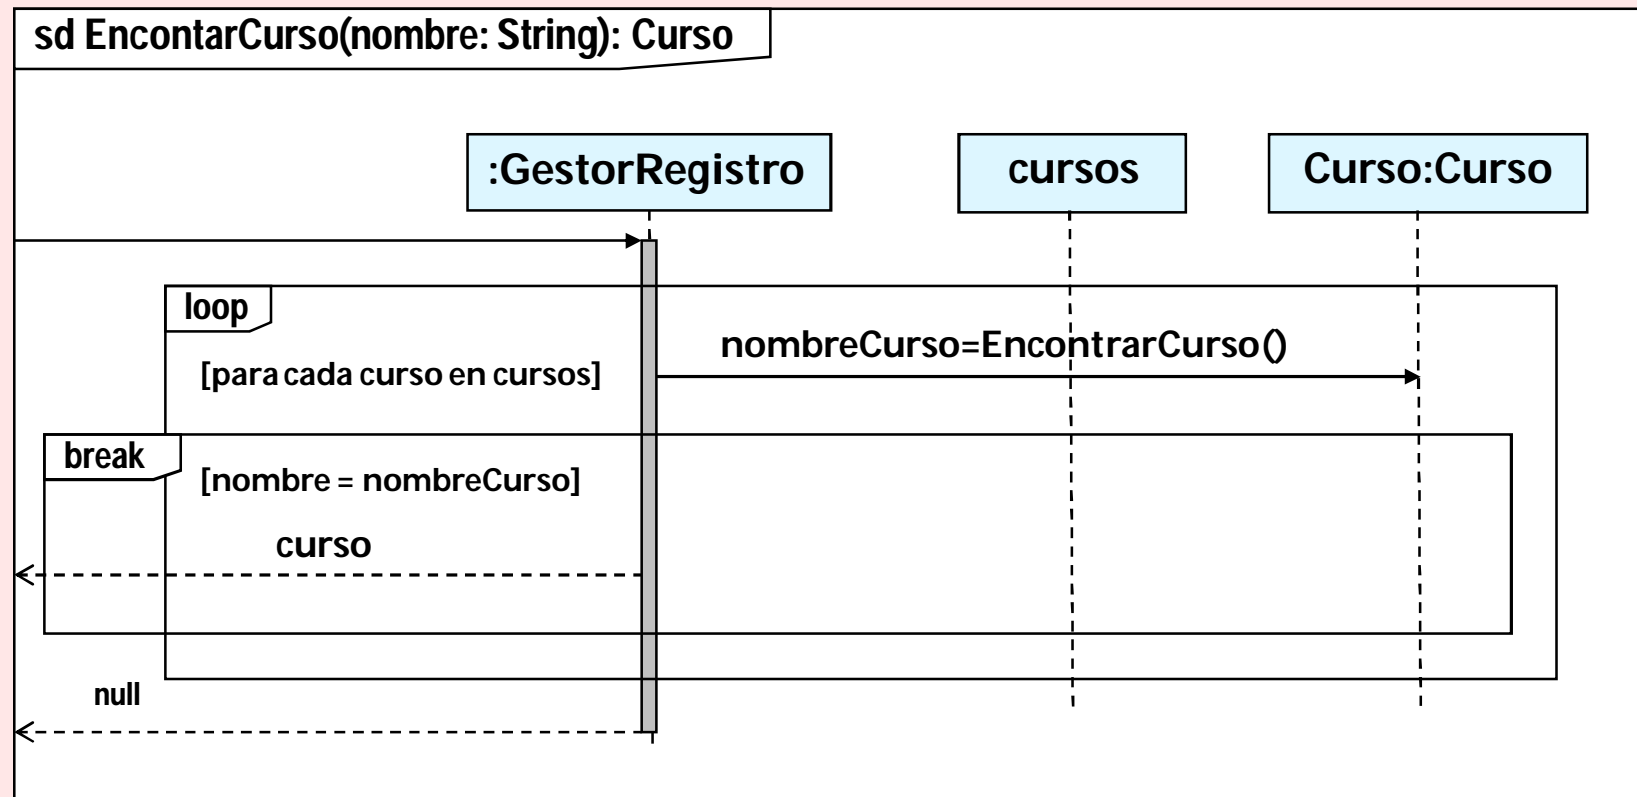 sd EncontarCurso(nombre: String): Curso
:GestorRegistro
cursos
Curso:Curso
loop
nombreCurso=EncontrarCurso()
[para cada curso en cursos]
break
[nombre = nombreCurso]
curso
null